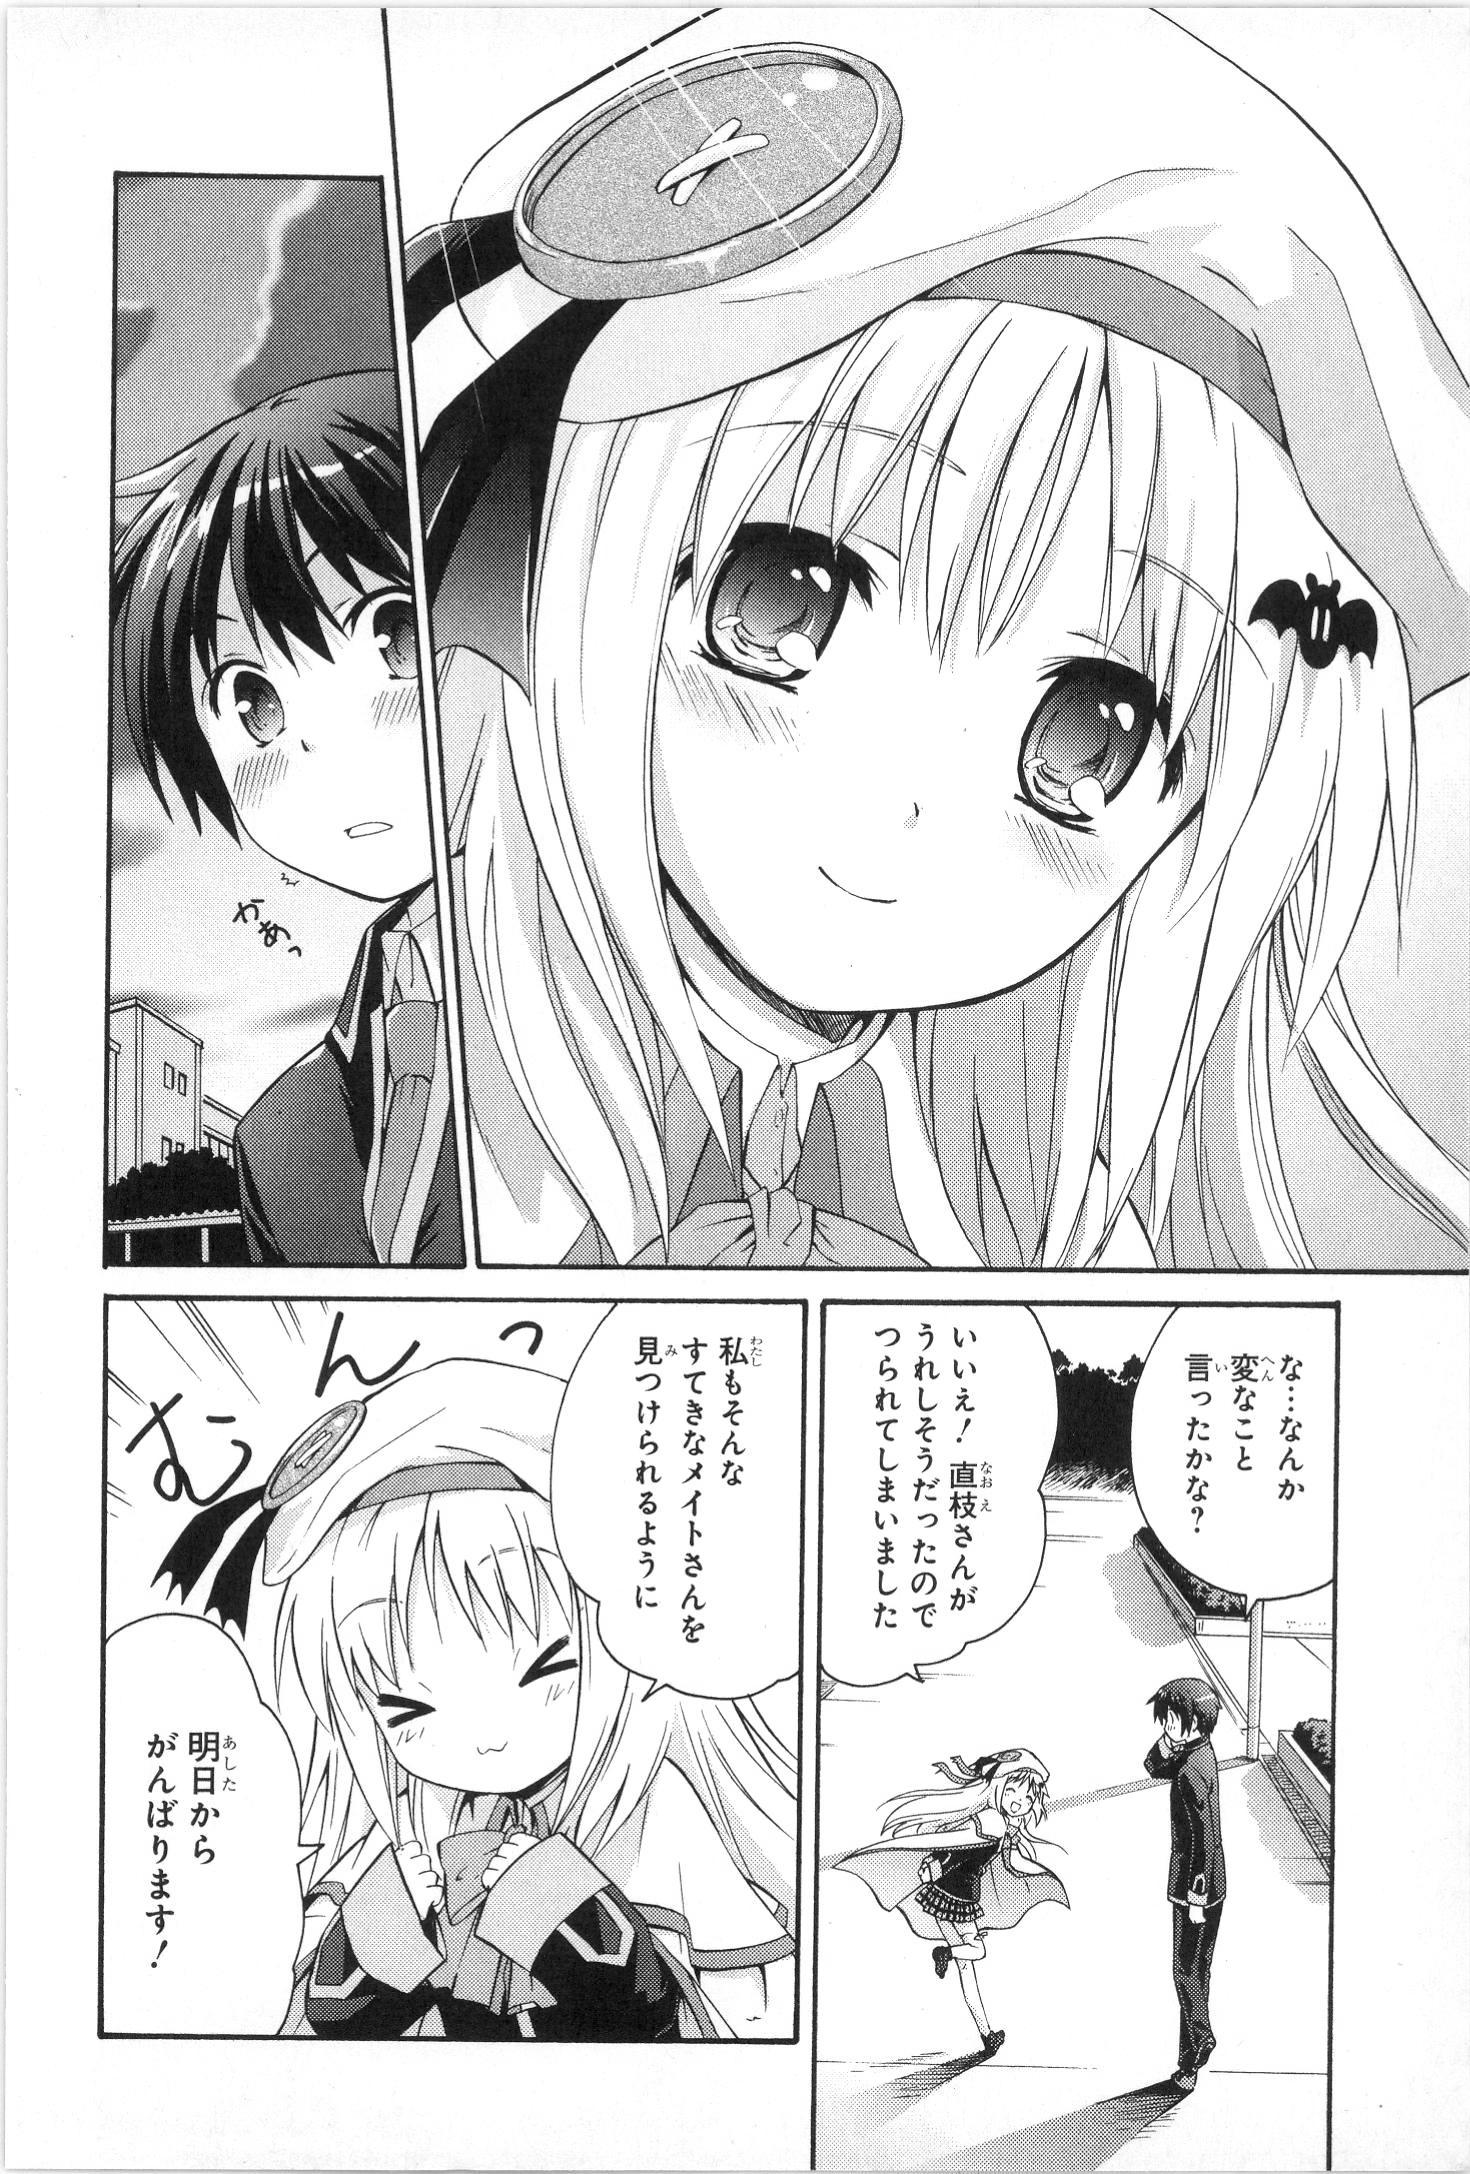 かあっ
な…なんか
変なこと
言ったかな?
いいえ!直枝さんが
うれしそうだったので
つられてしまいました
私もそんな
すてきなメイトさんを
見つけられるように
むんっ
明日から
がんばります!